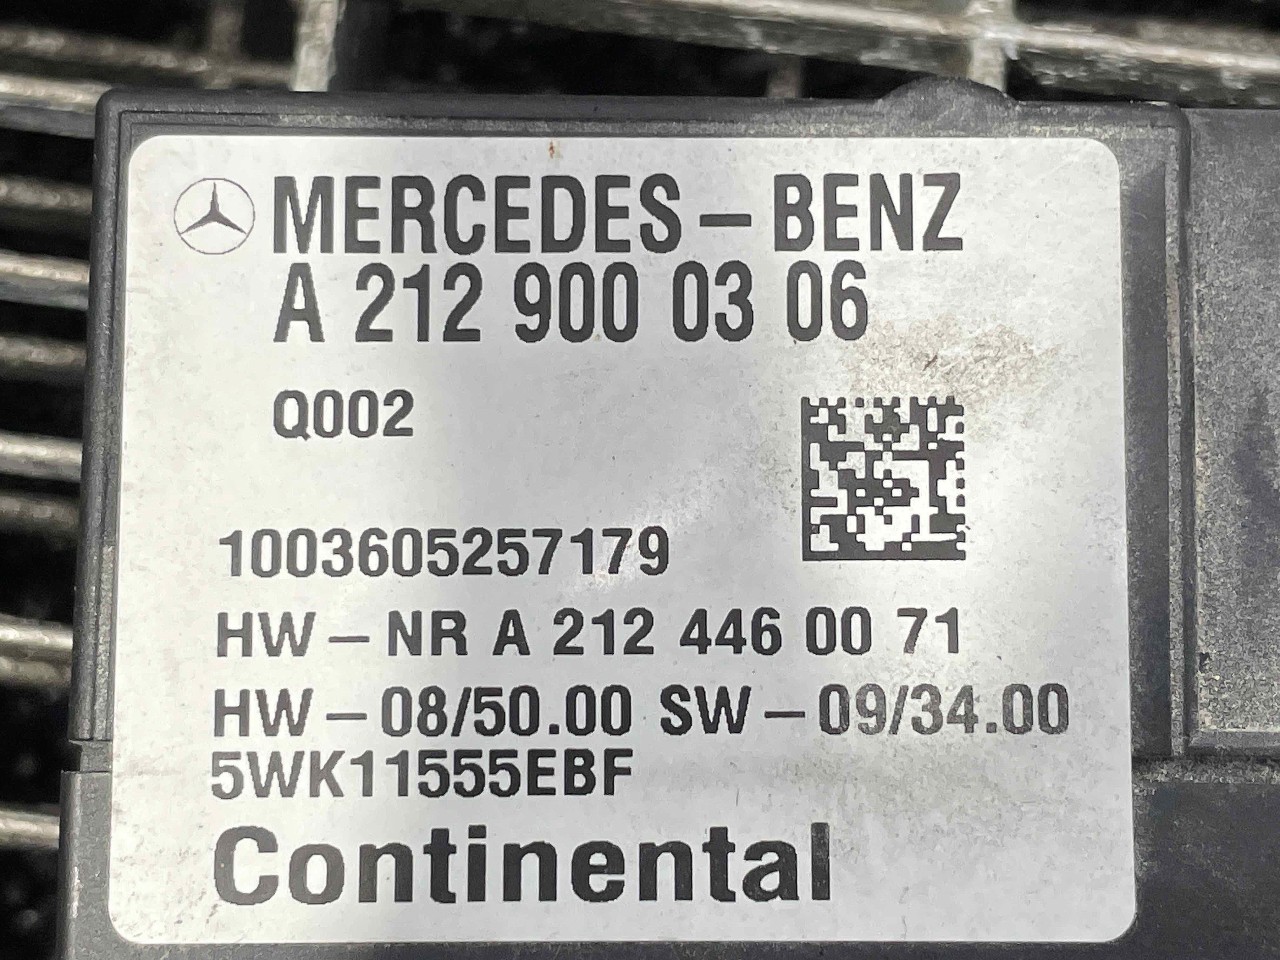 MERCEDES-BENZ
A 212 900 03 06
Q002
1003605257179
HW-NR A 212 446 00 71
HW-08/50.00 SW-09/34.00
5WK11555EBF
Continental